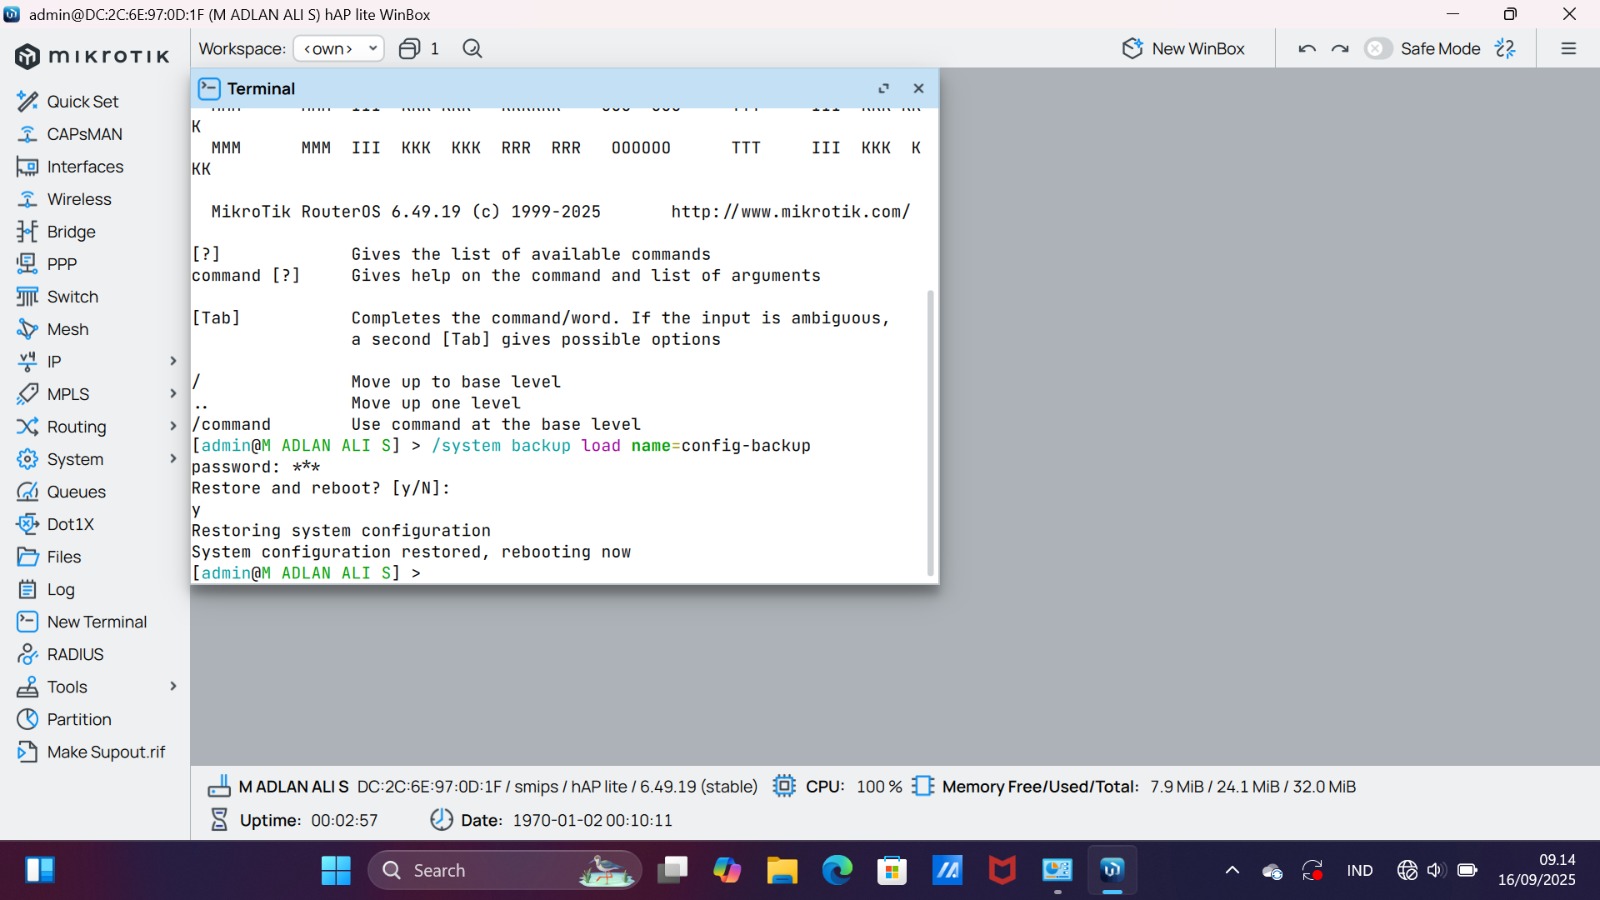 admin@DC:2C:6E:97:0D:1F (M ADLAN ALI S) hAP lite WinBox
MIKROTIK
Workspace: <own> 1
New WinBox
Safe Mode
Quick Set
CAPsMAN
Interfaces
Wireless
Bridge
PPP
Switch
Mesh
IP
MPLS
Routing
System
Queues
Dot1X
Files
Log
New Terminal
RADIUS
Tools
Partition
Make Supout.rif
Terminal
K
MMM MMM III KKK KKK RRR RRR OOOOOO TTT III KKK K
KK
MikroTik RouterOS 6.49.19 (c) 1999-2025 http://www.mikrotik.com/
[?] Gives the list of available commands
command [?] Gives help on the command and list of arguments
[Tab] Completes the command/word. If the input is ambiguous,
a second [Tab] gives possible options
/ Move up to base level
.. Move up one level
/command Use command at the base level
[admin@M ADLAN ALI S] > /system backup load name=config-backup
password: ***
Restore and reboot? [y/N]:
y
Restoring system configuration
System configuration restored, rebooting now
[admin@M ADLAN ALI S] >
M ADLAN ALI S DC:2C:6E:97:0D:1F / smips / hAP lite / 6.49.19 (stable) CPU: 100 % Memory Free/Used/Total: 7.9 MiB / 24.1 MiB / 32.0 MiB
Uptime: 00:02:57 Date: 1970-01-02 00:10:11
Search
IND
09.14
16/09/2025